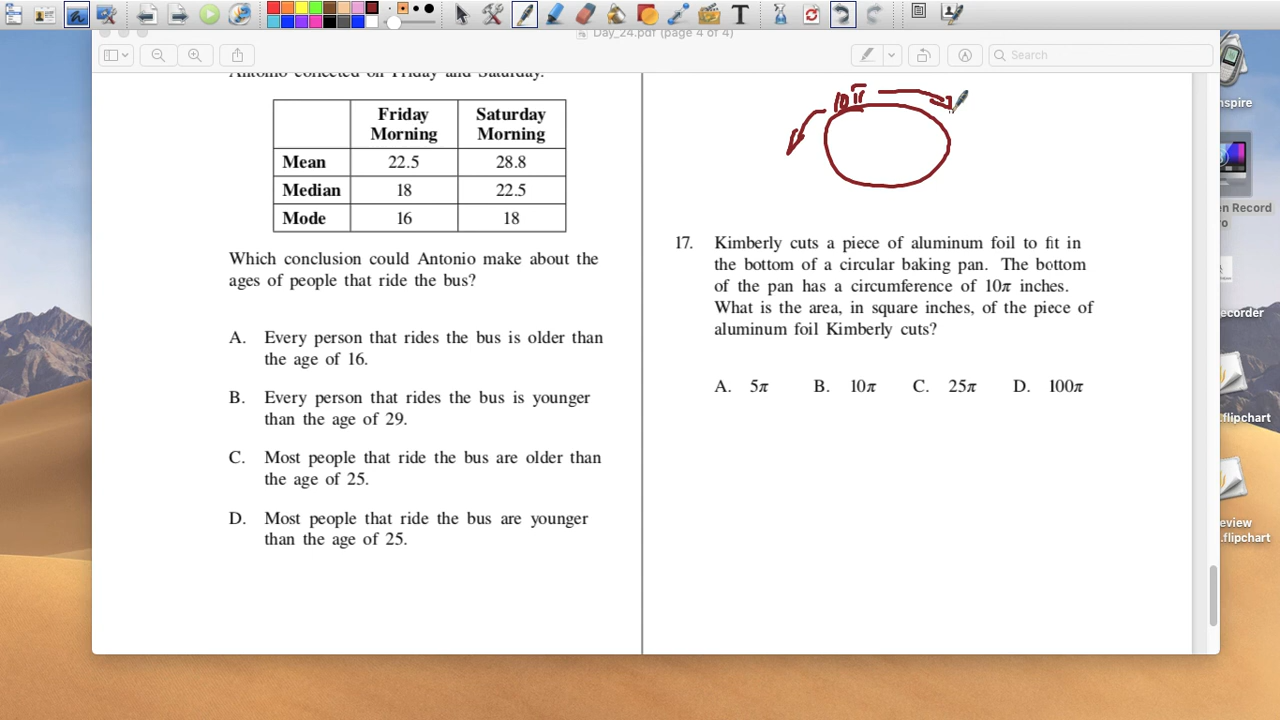 Day_24.pdf (page 4 of 4)
Search
Antonio collected on Friday and Saturday.
Friday Morning Saturday Morning
Mean 22.5 28.8
Median 18 22.5
Mode 16 18
Which conclusion could Antonio make about the
ages of people that ride the bus?
A. Every person that rides the bus is older than
the age of 16.
B. Every person that rides the bus is younger
than the age of 29.
C. Most people that ride the bus are older than
the age of 25.
D. Most people that ride the bus are younger
than the age of 25.
10π
17. Kimberly cuts a piece of aluminum foil to fit in
the bottom of a circular baking pan. The bottom
of the pan has a circumference of 10π inches.
What is the area, in square inches, of the piece of
aluminum foil Kimberly cuts?
A. 5π B. 10π C. 25π D. 100π
nspire
en Record
ro
ecorder
.flipchart
eview
.flipchart